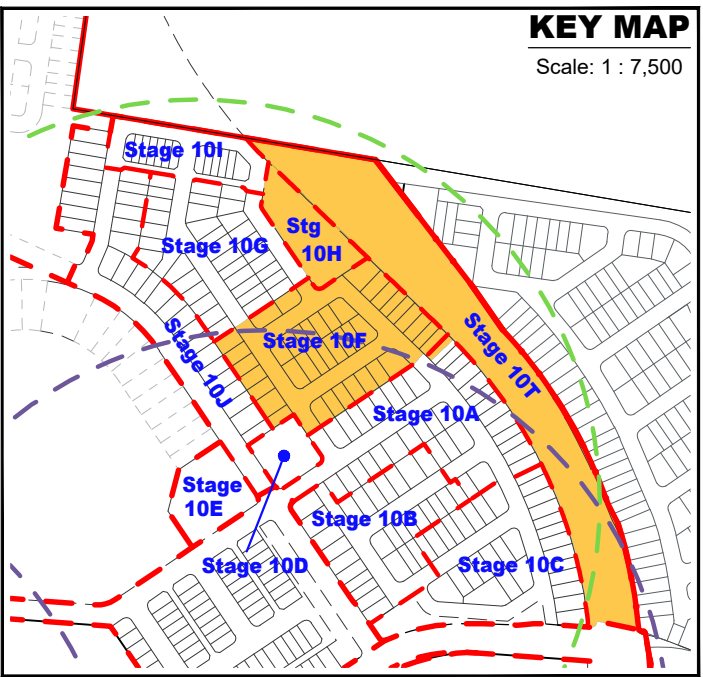 KEY MAP
Scale: 1 : 7,500
Stage 10I
Stg
10H
Stage 10G
Stage 10F
Stage 10T
Stage 10J
Stage 10A
Stage
10E
Stage 10B
Stage 10D
Stage 10C